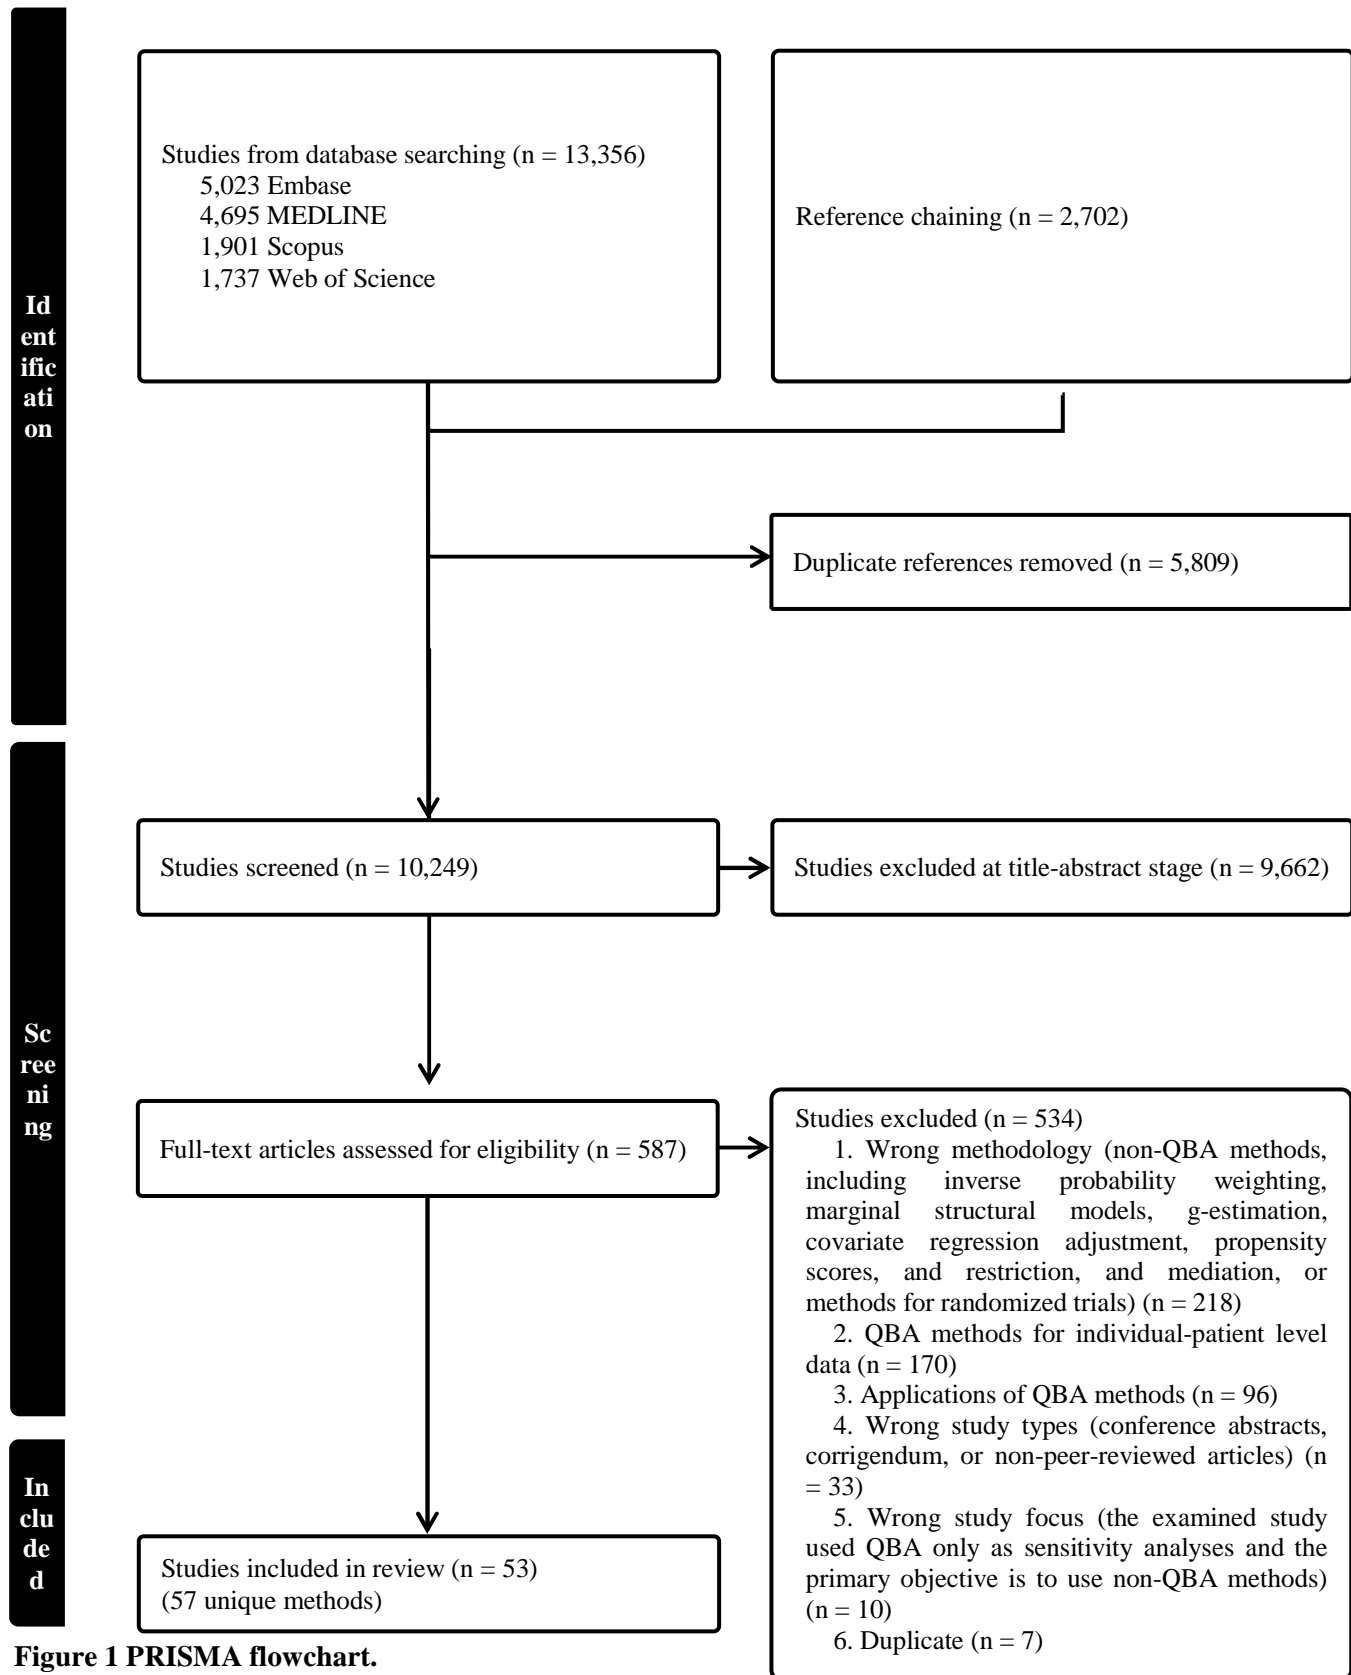 Id
ent
ific
ati
on
Studies from database searching (n = 13,356)
5,023 Embase
4,695 MEDLINE
1,901 Scopus
1,737 Web of Science
Reference chaining (n = 2,702)
Duplicate references removed (n = 5,809)
Sc
ree
ni
ng
Studies screened (n = 10,249)
Studies excluded at title-abstract stage (n = 9,662)
Full-text articles assessed for eligibility (n = 587)
Studies excluded (n = 534)
1. Wrong methodology (non-QBA methods,
including inverse probability weighting,
marginal structural models, g-estimation,
covariate regression adjustment, propensity
scores, and restriction, and mediation, or
methods for randomized trials) (n = 218)
2. QBA methods for individual-patient level
data (n = 170)
3. Applications of QBA methods (n = 96)
4. Wrong study types (conference abstracts,
corrigendum, or non-peer-reviewed articles) (n
= 33)
5. Wrong study focus (the examined study
used QBA only as sensitivity analyses and the
primary objective is to use non-QBA methods)
(n = 10)
6. Duplicate (n = 7)
In
clu
de
d
Studies included in review (n = 53)
(57 unique methods)
Figure 1 PRISMA flowchart.